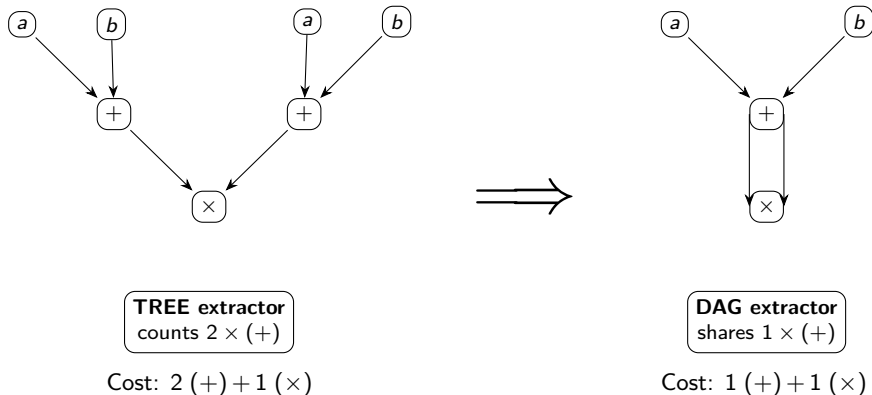 a b a b a b
+ + +
× ×
TREE extractor
counts 2 × (+)
DAG extractor
shares 1 × (+)
Cost: 2 (+) + 1 (×)
Cost: 1 (+) + 1 (×)